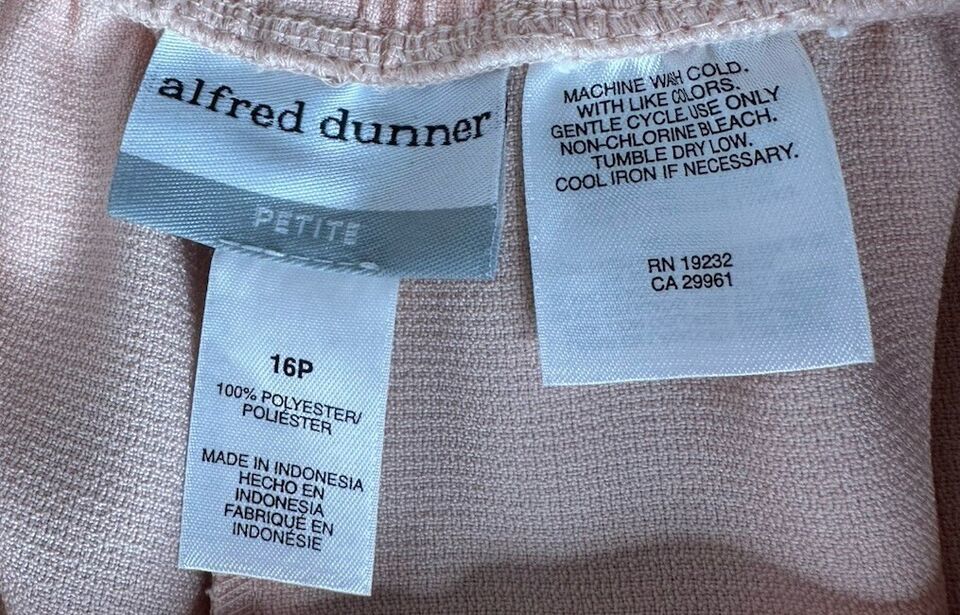 alfred dunner
PETITE
16P
100% POLYESTER/
POLIÉSTER
MADE IN INDONESIA
HECHO EN
INDONESIA
FABRIQUÉ EN
INDONÉSIE
MACHINE WAH COLD.
WITH LIKE COLORS.
GENTLE CYCLE USE ONLY
NON-CHLORINE BLEACH.
TUMBLE DRY LOW.
COOL IRON IF NECESSARY.
RN 19232
CA 29961